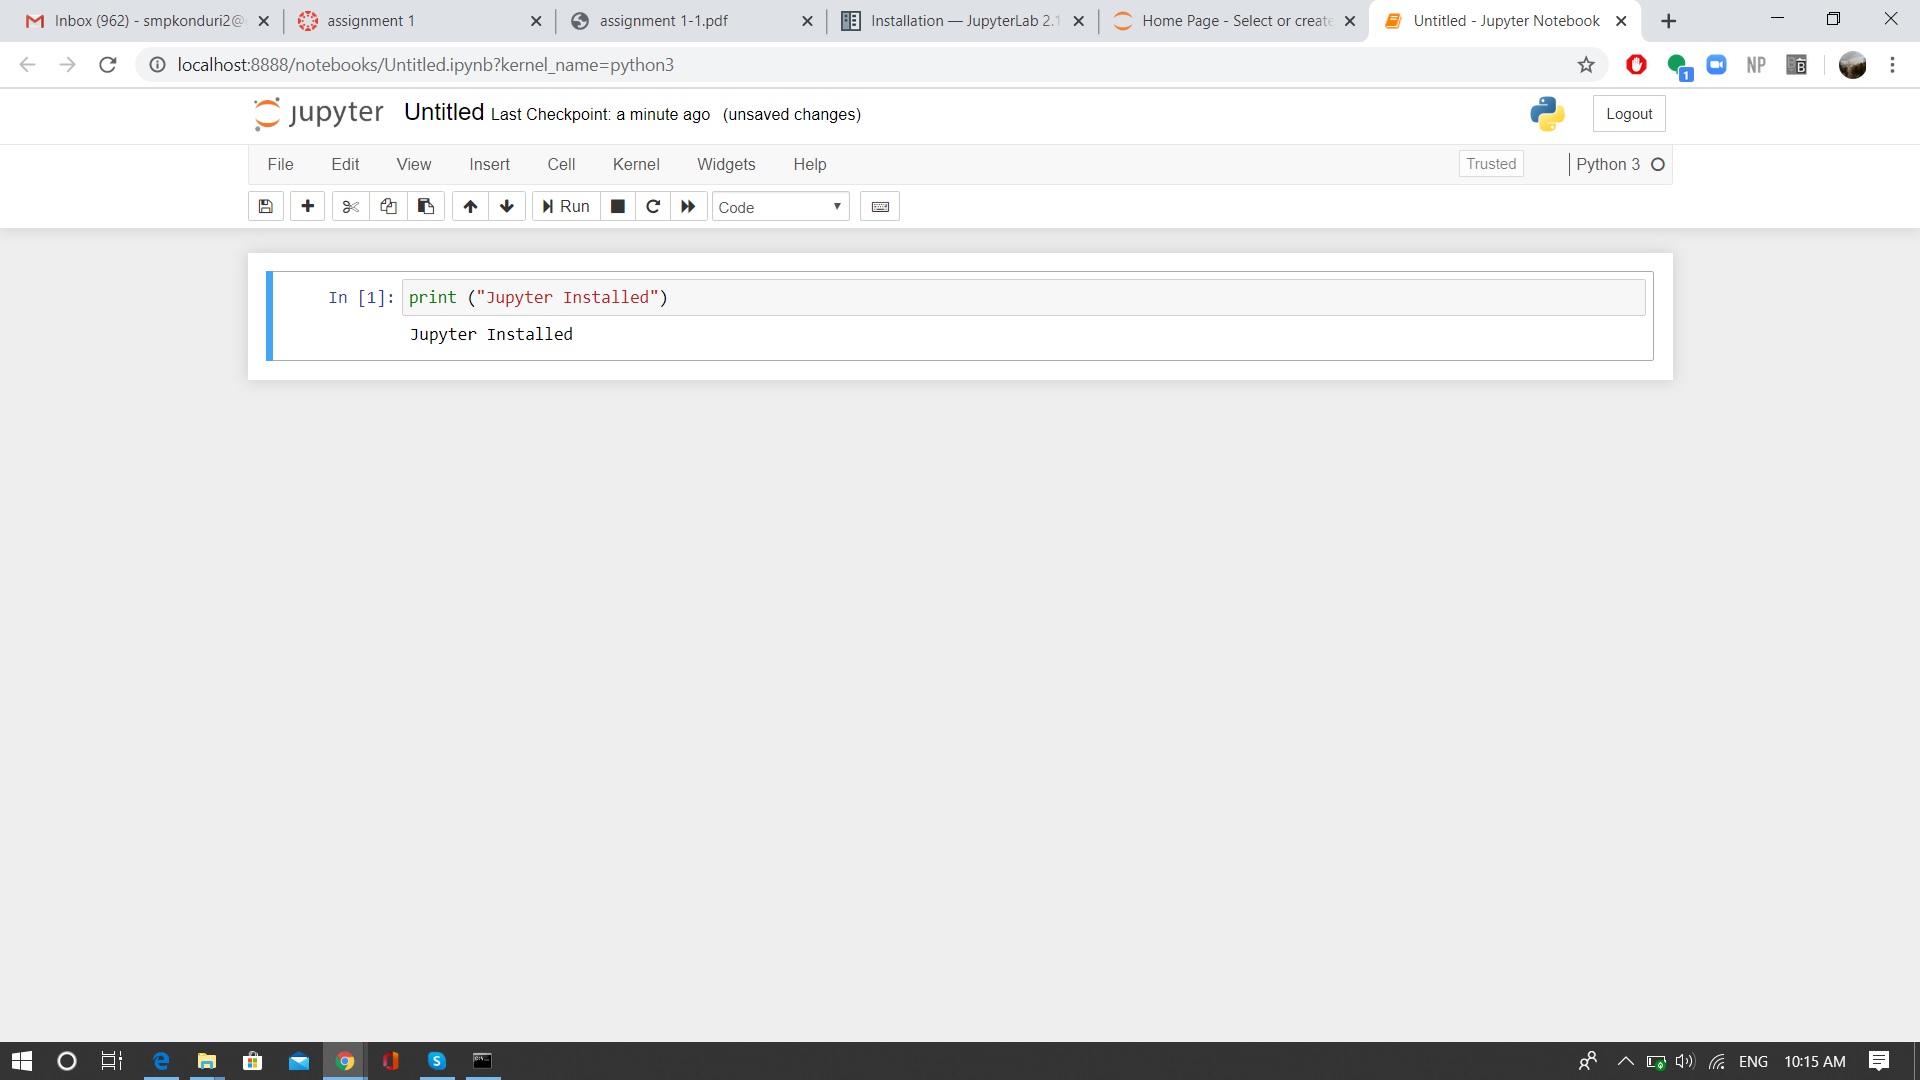 Inbox (962) - smpkonduri2@
assignment 1
assignment 1-1.pdf
Installation — JupyterLab 2.1
Home Page - Select or create
Untitled - Jupyter Notebook
localhost:8888/notebooks/Untitled.ipynb?kernel_name=python3
1
NP
B
jupyter Untitled Last Checkpoint: a minute ago (unsaved changes)
Logout
File Edit View Insert Cell Kernel Widgets Help
Trusted
Python 3
Run
Code
In [1]: print ("Jupyter Installed")
Jupyter Installed
ENG 10:15 AM